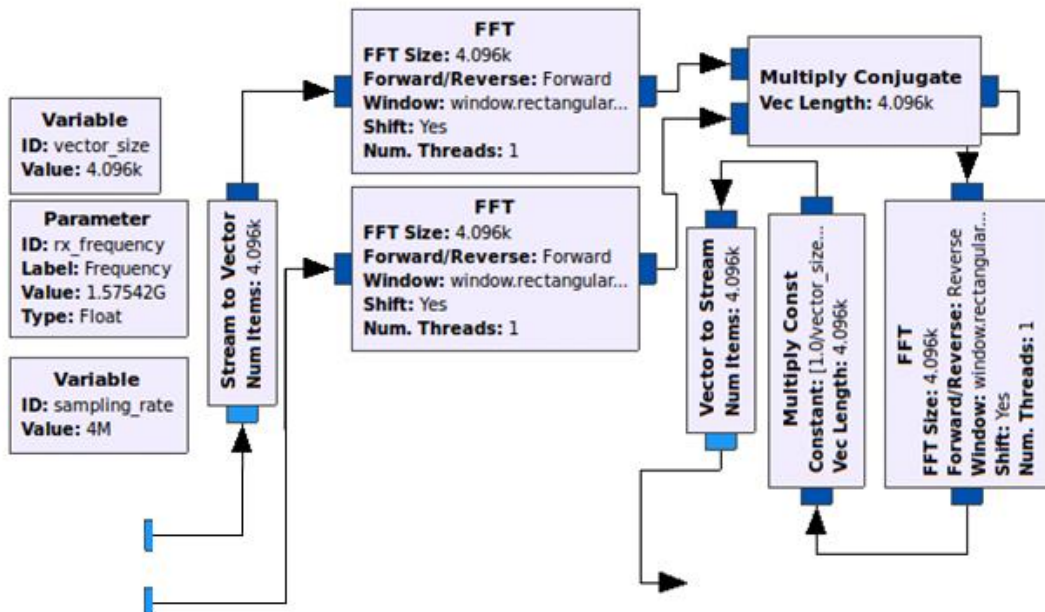 Variable
ID: vector_size
Value: 4.096k
Parameter
ID: rx_frequency
Label: Frequency
Value: 1.57542G
Type: Float
Variable
ID: sampling_rate
Value: 4M
Stream to Vector
Num Items: 4.096k
FFT
FFT Size: 4.096k
Forward/Reverse: Forward
Window: window.rectangular...
Shift: Yes
Num. Threads: 1
FFT
FFT Size: 4.096k
Forward/Reverse: Forward
Window: window.rectangular...
Shift: Yes
Num. Threads: 1
Multiply Conjugate
Vec Length: 4.096k
Vector to Stream
Num Items: 4.096k
Multiply Const
Constant: [1.0/vector_size...
Vec Length: 4.096k
FFT
FFT Size: 4.096k
Forward/Reverse: Reverse
Window: window.rectangular...
Shift: Yes
Num. Threads: 1